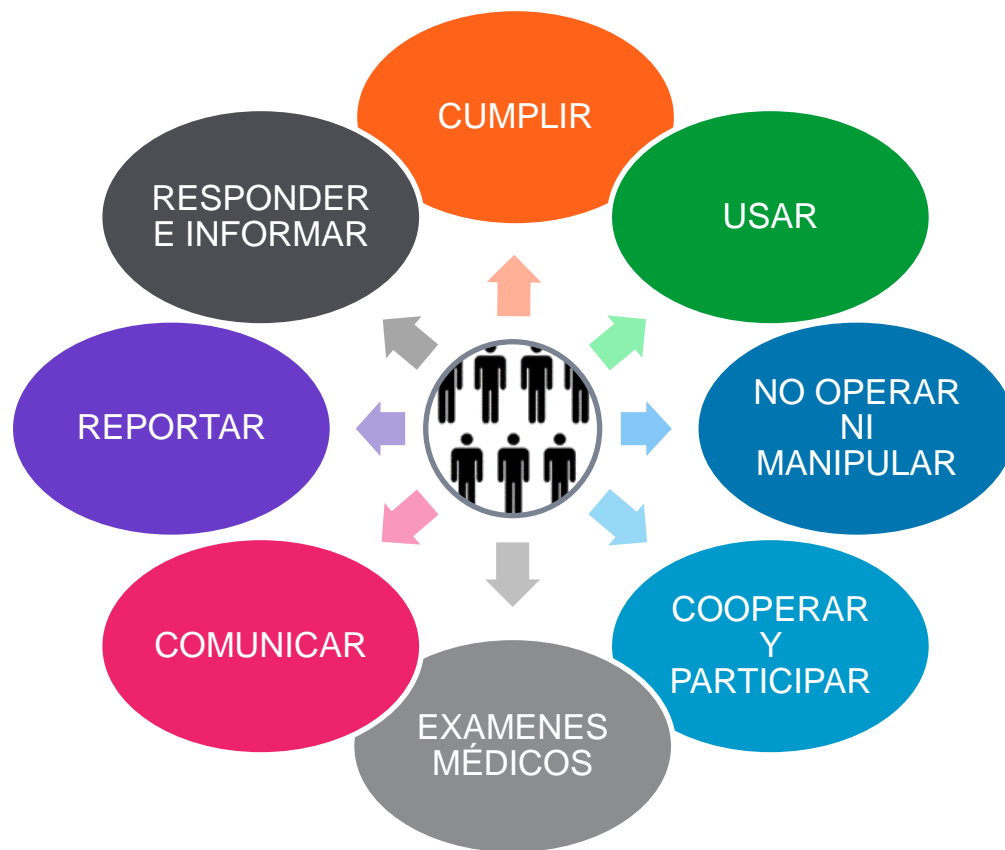 CUMPLIR
USAR
NO OPERAR
NI
MANIPULAR
COOPERAR
Y
PARTICIPAR
EXAMENES
MÉDICOS
COMUNICAR
REPORTAR
RESPONDER
E INFORMAR